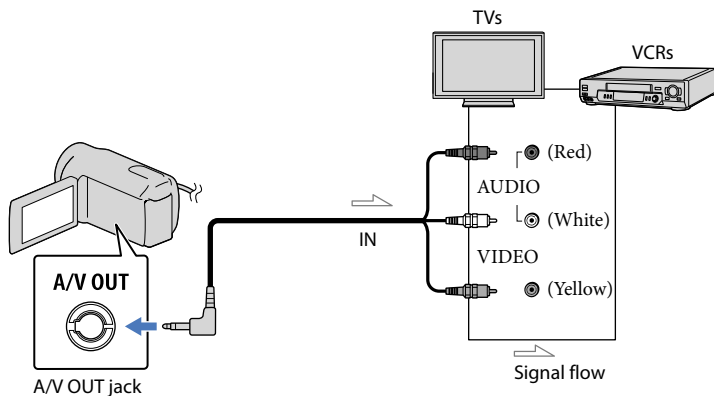 TVs
VCRs
(Red)
AUDIO
(White)
IN
VIDEO
(Yellow)
A/V OUT
Signal flow
A/V OUT jack